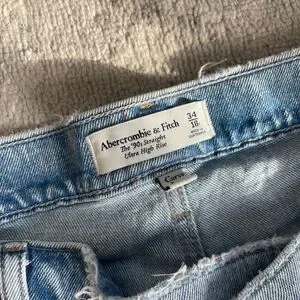 Abercrombie & Fitch
The '90s Straight
Ultra High Rise
34
18
Curve